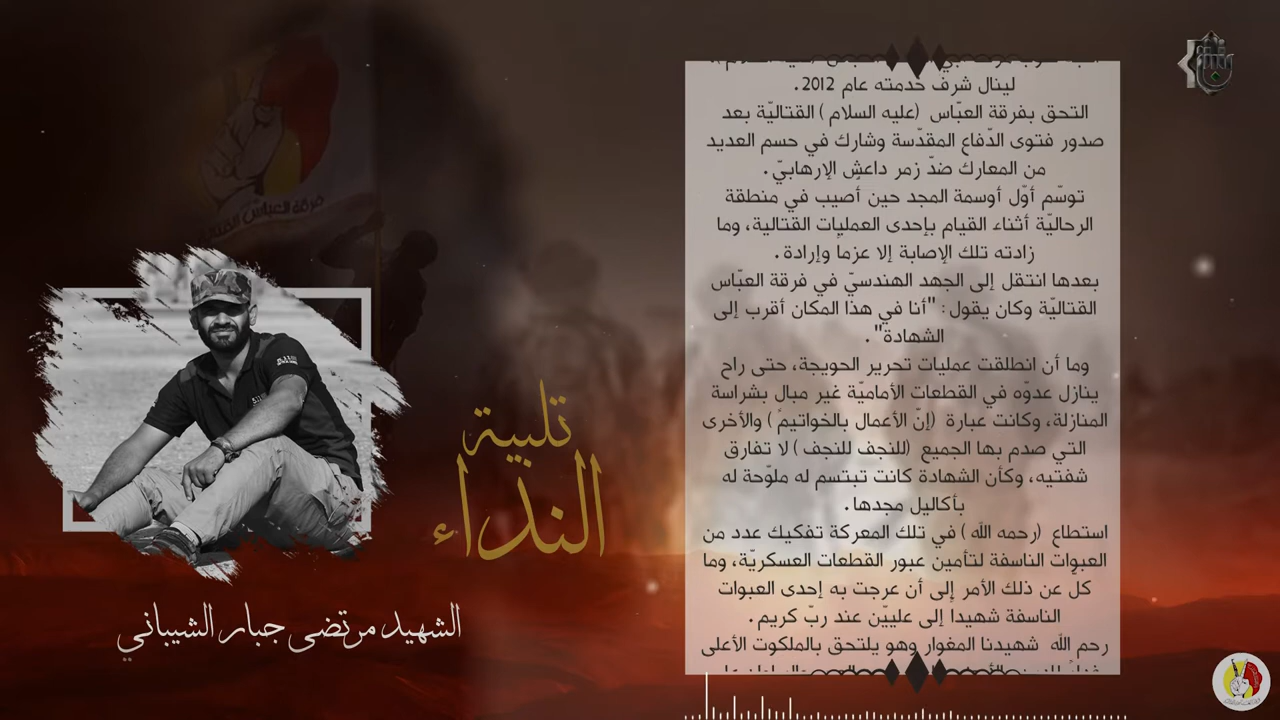 لينال شرف خدمته عام 2012.
التحق بفرقة العبّاس (عليه السلام) القتاليّة بعد
صدور فتوى الدّفاع المقدّسة وشارك في حسم العديد
من المعارك ضدّ زمر داعش الإرهابيّ.
توسّم أوّل أوسمة المجد حين أُصيب في منطقة
الرحاليّة أثناء القيام بإحدى العمليات القتالية، وما
زادته تلك الإصابة إلا عزما وإرادة.
بعدها انتقل إلى الجهد الهندسيّ في فرقة العبّاس
القتاليّة وكان يقول: "أنا في هذا المكان أقرب إلى
الشهادة".
وما أن انطلقت عمليات تحرير الحويجة، حتى راح
ينازل عدوّه في القطعات الأماميّة غير مبال بشراسة
المنازلة، وكانت عبارة (إنّ الأعمال بالخواتيم) والأخرى
التي صدم بها الجميع (للنجف للنجف) لا تفارق
شفتيه، وكأن الشهادة كانت تبتسم له ملوّحة له
بأكاليل مجدها.
استطاع (رحمه الله) في تلك المعركة تفكيك عدد من
العبوات الناسفة لتأمين عبور القطعات العسكريّة، وما
كلّ عن ذلك الأمر إلى أن عرجت به إحدى العبوات
الناسفة شهيداً إلى علييّن عند ربّ كريم.
رحم الله شهيدنا المغوار وهو يلتحق بالملكوت الأعلى
تلبية
النداء
الشهيد مرتضى جبار الشيباني
فرقة العباس